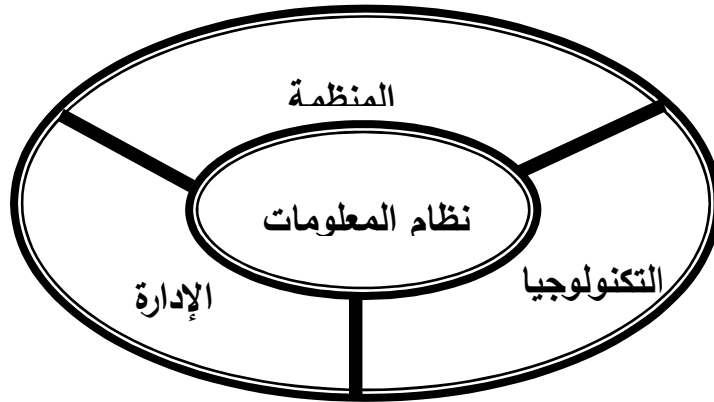 المنظمة
نظام المعلومات
التكنولوجيا
الإدارة